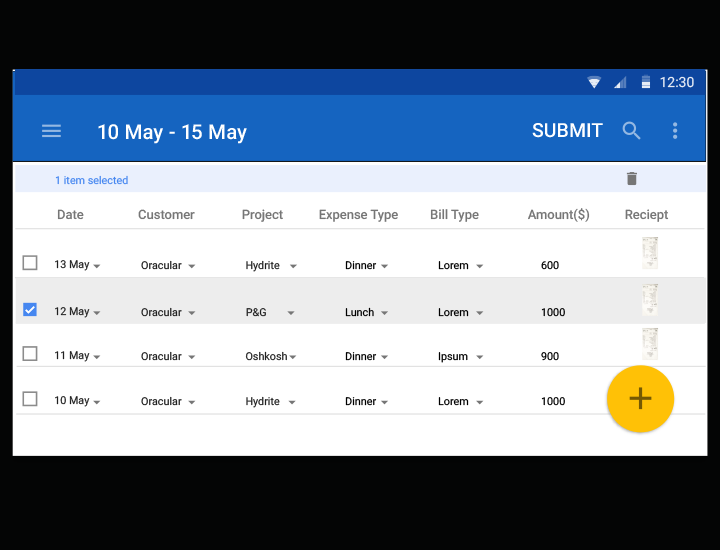 12:30
10 May - 15 May SUBMIT
1 item selected
Date Customer Project Expense Type Bill Type Amount($) Reciept
13 May Oracular Hydrite Dinner Lorem 600
12 May Oracular P&G Lunch Lorem 1000
11 May Oracular Oshkosh Dinner Ipsum 900
10 May Oracular Hydrite Dinner Lorem 1000